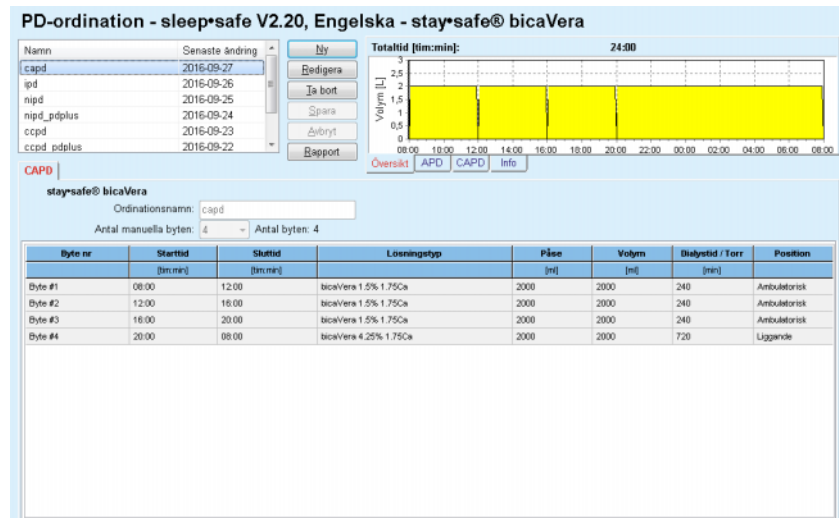 PD-ordination - sleep•safe V2.20, Engelska - stay•safe® bicaVera
Namn Senaste ändring
capd 2016-09-27
ipd 2016-09-26
nipd 2016-09-25
nipd_pdplus 2016-09-24
ccpd 2016-09-23
ccpd_pdplus 2016-09-22
Ny
Redigera
Ta bort
Spara
Avbryt
Rapport
Totaltid [tim:min]: 24:00
Volym [L]
3
2,5
2
1,5
1
0,5
0
08:00 10:00 12:00 14:00 16:00 18:00 20:00 22:00 00:00 02:00 04:00 06:00 08:00
Översikt APD CAPD Info
CAPD
stay•safe® bicaVera
Ordinationsnamn: capd
Antal manuella byten: 4 Antal byten: 4
Byte nr Starttid Sluttid Lösningstyp Påse Volym Dialystid / Torr Position
[tim:min] [tim:min] [ml] [ml] [min]
Byte #1 08:00 12:00 bicaVera 1.5% 1.75Ca 2000 2000 240 Ambulatorisk
Byte #2 12:00 16:00 bicaVera 1.5% 1.75Ca 2000 2000 240 Ambulatorisk
Byte #3 16:00 20:00 bicaVera 1.5% 1.75Ca 2000 2000 240 Ambulatorisk
Byte #4 20:00 08:00 bicaVera 4.25% 1.75Ca 2000 2000 720 Liggande